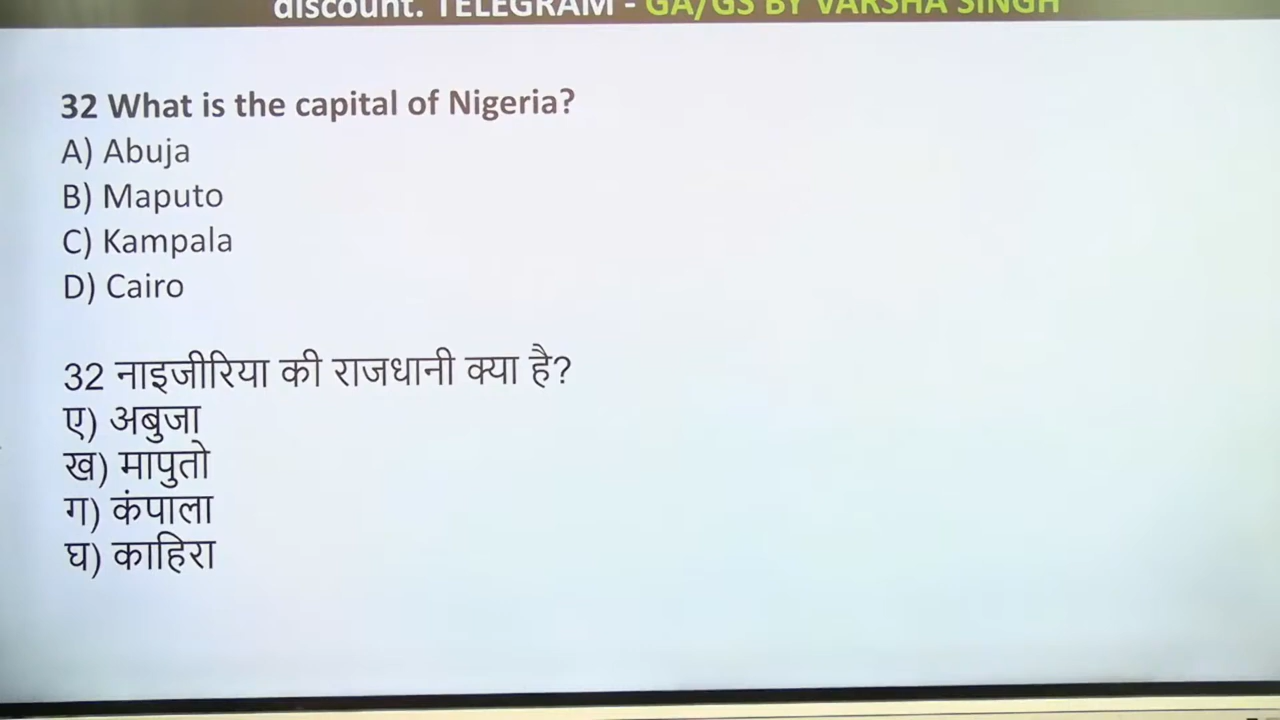 discount. TELEGRAM - GA/GS BY VARSHA SINGH
32 What is the capital of Nigeria?
A) Abuja
B) Maputo
C) Kampala
D) Cairo
32 नाइजीरिया की राजधानी क्या है?
ए) अबुजा
ख) मापुतो
ग) कंपाला
घ) काहिरा